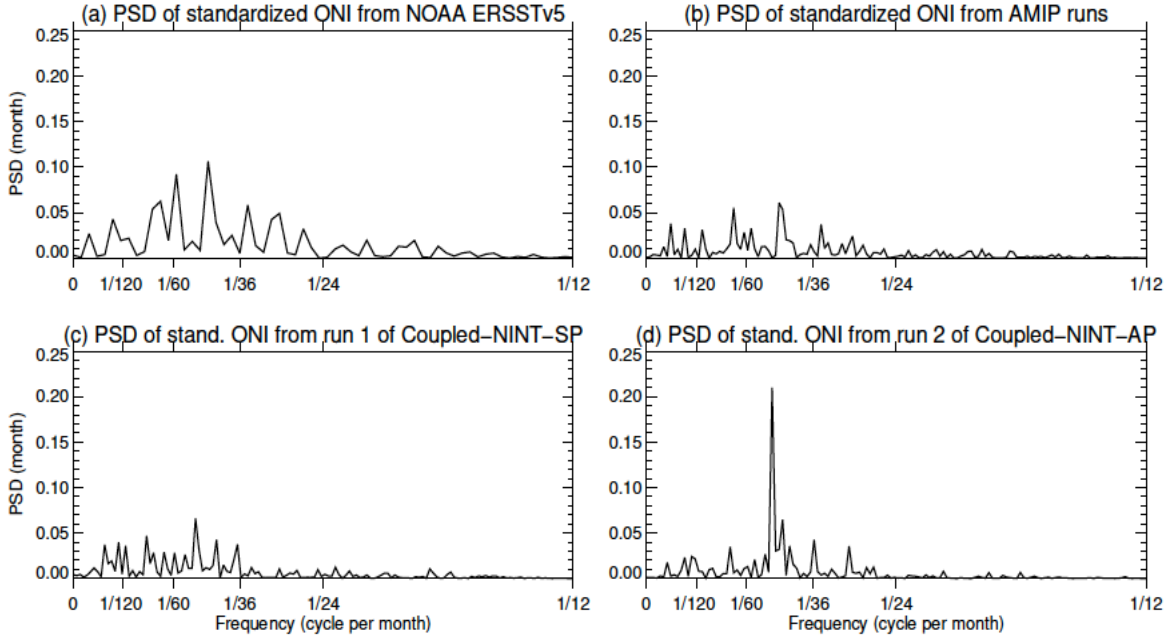 (a) PSD of standardized ONI from NOAA ERSSTv5
0.25
0.20
0.15
0.10
0.05
0.00
PSD (month)
0 1/120 1/60 1/36 1/24 1/12
(b) PSD of standardized ONI from AMIP runs
0.25
0.20
0.15
0.10
0.05
0.00
0 1/120 1/60 1/36 1/24 1/12
(c) PSD of stand. ONI from run 1 of Coupled−NINT−SP
0.25
0.20
0.15
0.10
0.05
0.00
PSD (month)
0 1/120 1/60 1/36 1/24 1/12
Frequency (cycle per month)
(d) PSD of stand. ONI from run 2 of Coupled−NINT−AP
0.25
0.20
0.15
0.10
0.05
0.00
0 1/120 1/60 1/36 1/24 1/12
Frequency (cycle per month)